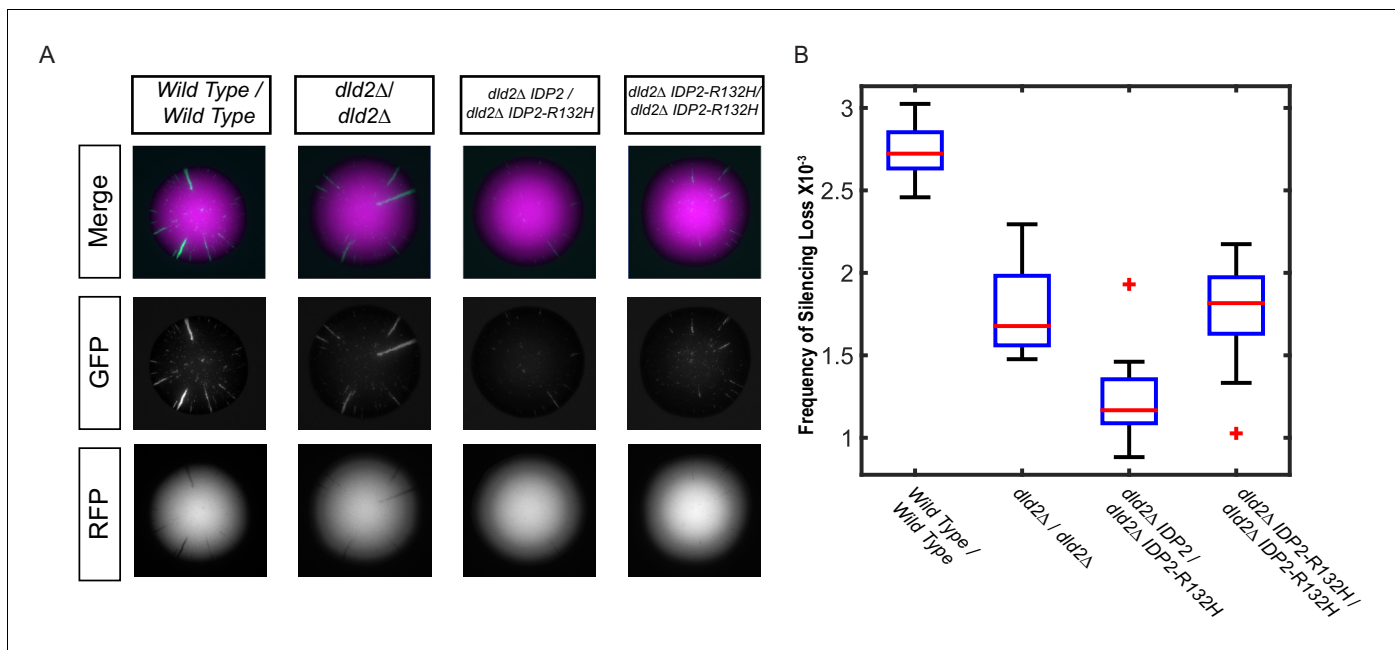 A
B
Wild Type /
Wild Type
dld2Δ/
dld2Δ
dld2Δ IDP2 /
dld2Δ IDP2-R132H
dld2Δ IDP2-R132H/
dld2Δ IDP2-R132H
Merge
GFP
RFP
Frequency of Silencing Loss X10⁻³
3
2.5
2
1.5
1
Wild Type /
Wild Type
dld2Δ / dld2Δ
dld2Δ IDP2 /
dld2Δ IDP2-R132H
dld2Δ IDP2-R132H /
dld2Δ IDP2-R132H